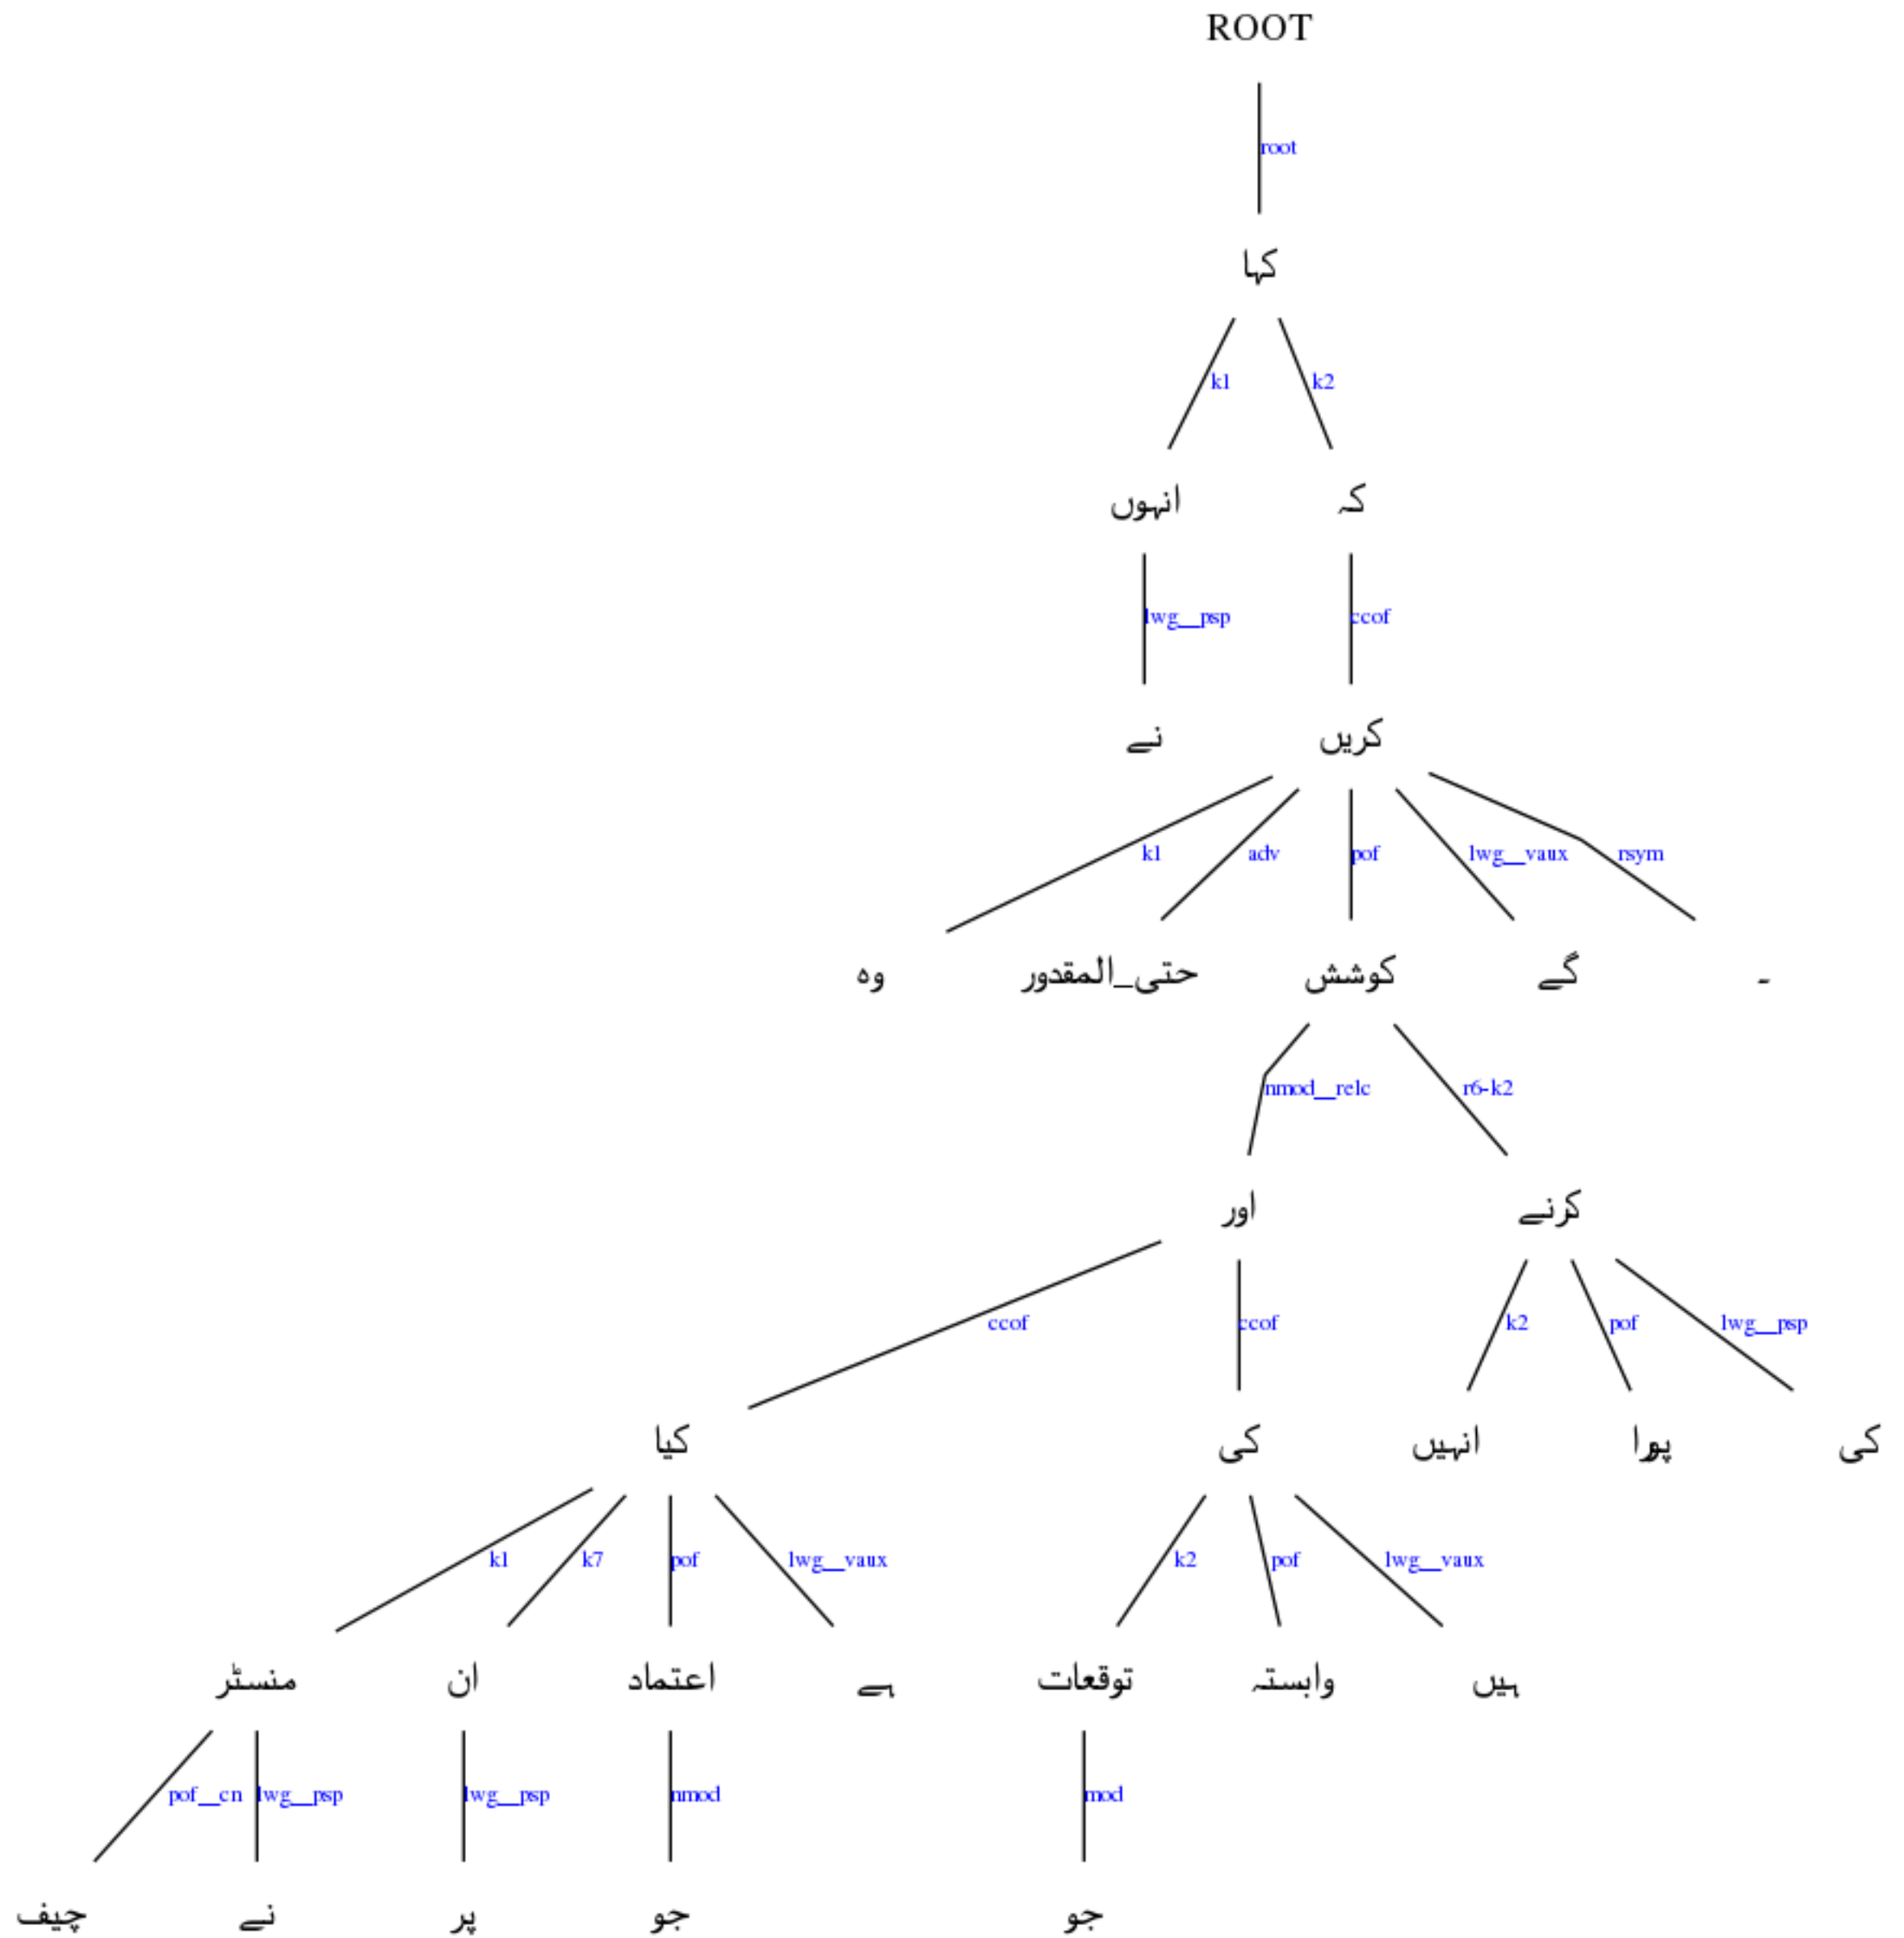 ROOT
root
کہا
k1 k2
انہوں کہ
lwg__psp ccof
نے کریں
k1 adv pof lwg__vaux rsym
وہ حتی_المقدور کوشش گے ۔
nmod__relc r6-k2
اور کرنے
ccof ccof k2 pof lwg__psp
کیا کی انہیں پورا کی
k1 k7 pof lwg__vaux k2 pof lwg__vaux
منسٹر ان اعتماد ہے توقعات وابستہ ہیں
pof__cn lwg__psp lwg__psp nmod mod
چیف نے پر جو جو